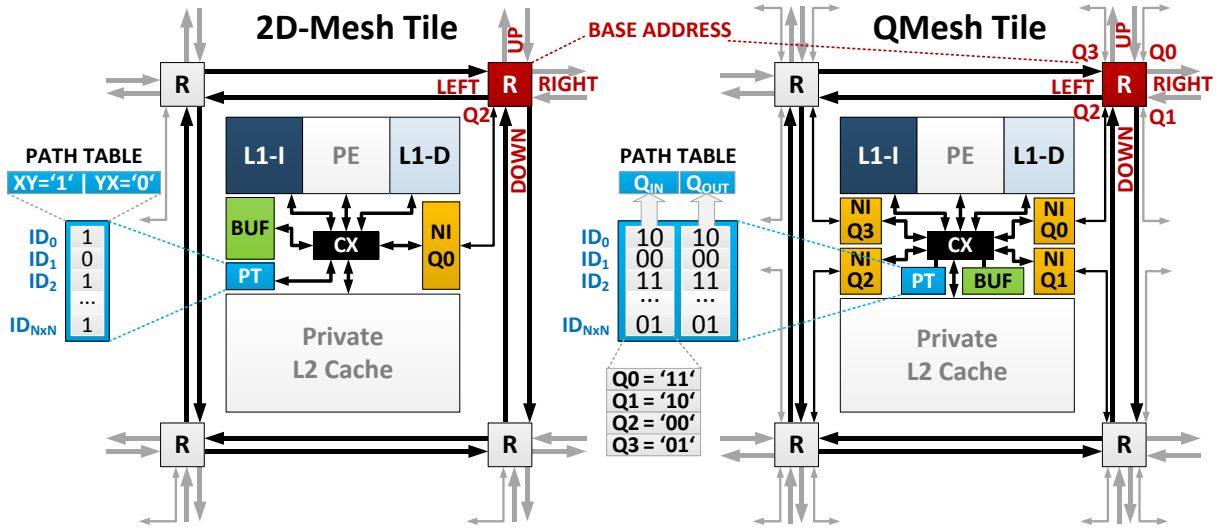 2D-Mesh Tile
BASE ADDRESS
QMesh Tile
R
LEFT
UP
R
RIGHT
Q2
DOWN
L1-I
PE
L1-D
PATH TABLE
XY='1' | YX='0'
ID0 1
ID1 0
ID2 1
...
IDNxN 1
BUF
PT
CX
NI
Q0
Private
L2 Cache
R
R
R
Q3
UP
Q0
LEFT
R
RIGHT
Q2
Q1
DOWN
L1-I
PE
L1-D
PATH TABLE
QIN QOUT
ID0 10 10
ID1 00 00
ID2 11 11
... ...
IDNxN 01 01
Q0 = '11'
Q1 = '10'
Q2 = '00'
Q3 = '01'
NI
Q3
NI
Q2
CX
PT
BUF
NI
Q0
NI
Q1
Private
L2 Cache
R
R